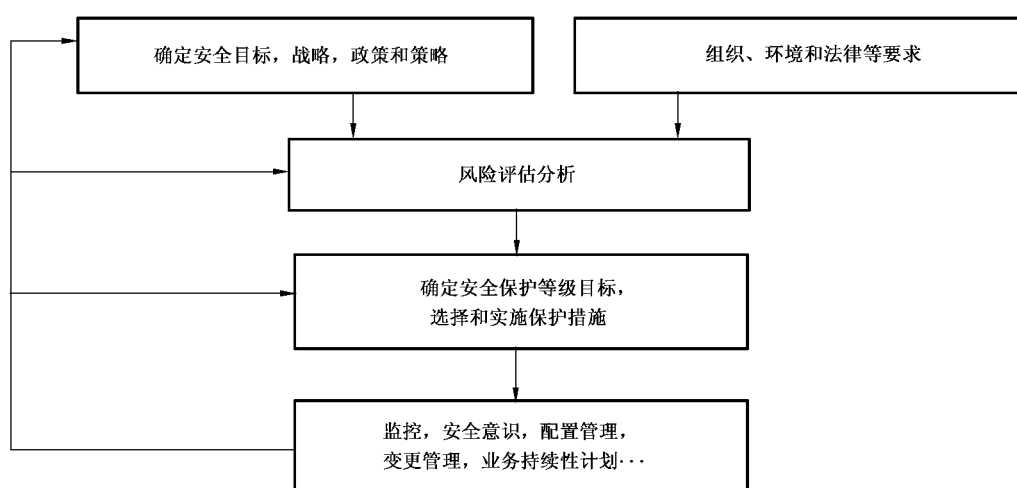 确定安全目标，战略，政策和策略
组织、环境和法律等要求
风险评估分析
确定安全保护等级目标，
选择和实施保护措施
监控，安全意识，配置管理，
变更管理，业务持续性计划···